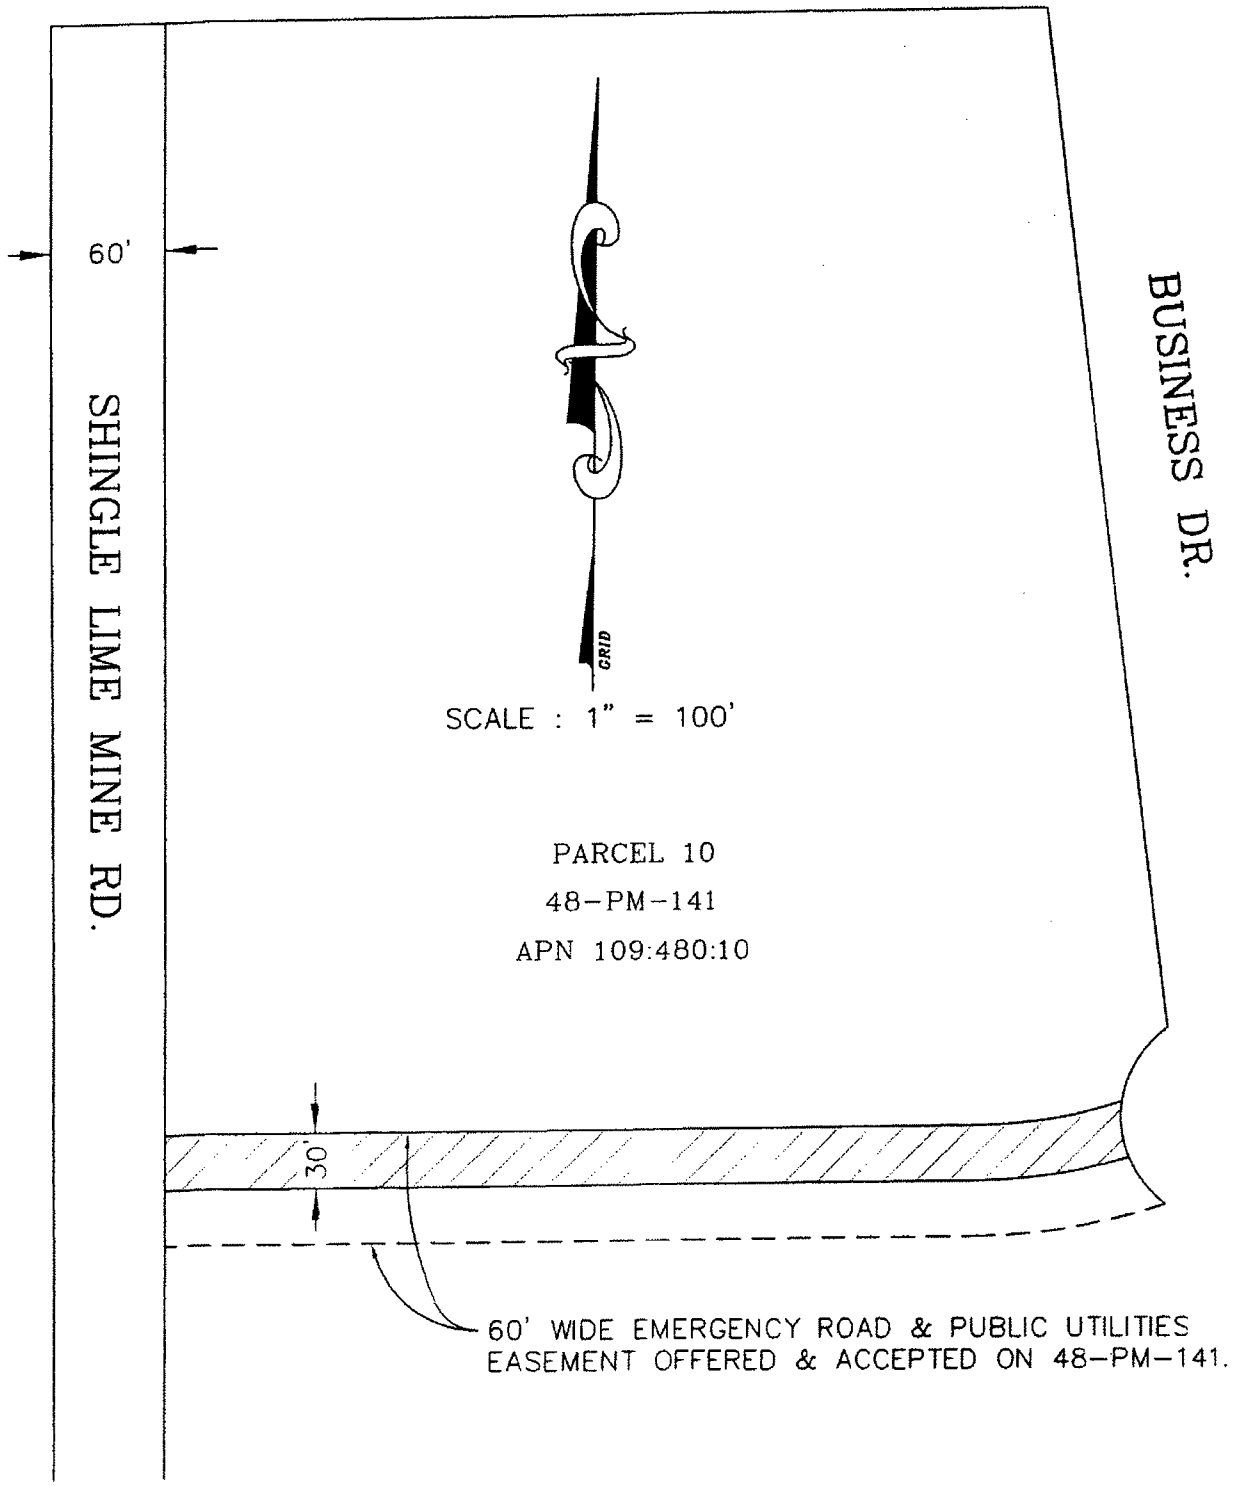 60'
SHINGLE LIME MINE RD.
BUSINESS DR.
GRID
SCALE : 1" = 100'
PARCEL 10
48-PM-141
APN 109:480:10
30'
60' WIDE EMERGENCY ROAD & PUBLIC UTILITIES
EASEMENT OFFERED & ACCEPTED ON 48-PM-141.